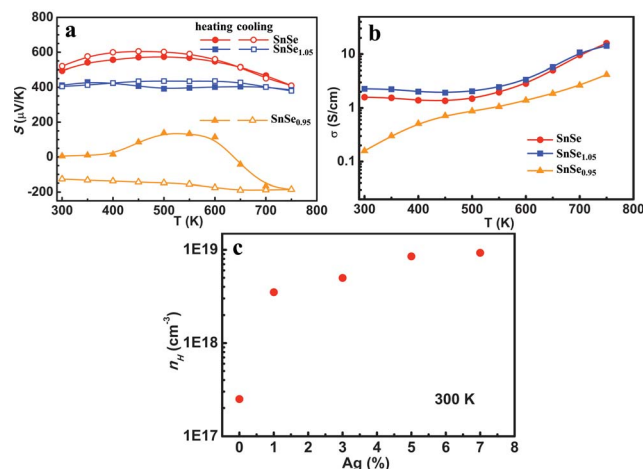 a
heating cooling
SnSe
SnSe1.05
SnSe0.95
800
600
400
200
0
-200
S (μV/K)
300 400 500 600 700 800
T (K)
b
10
1
0.1
σ (S/cm)
SnSe
SnSe1.05
SnSe0.95
300 400 500 600 700 800
T (K)
c
1E19
1E18
1E17
nH (cm-3)
300 K
0 1 2 3 4 5 6 7 8
Ag (%)